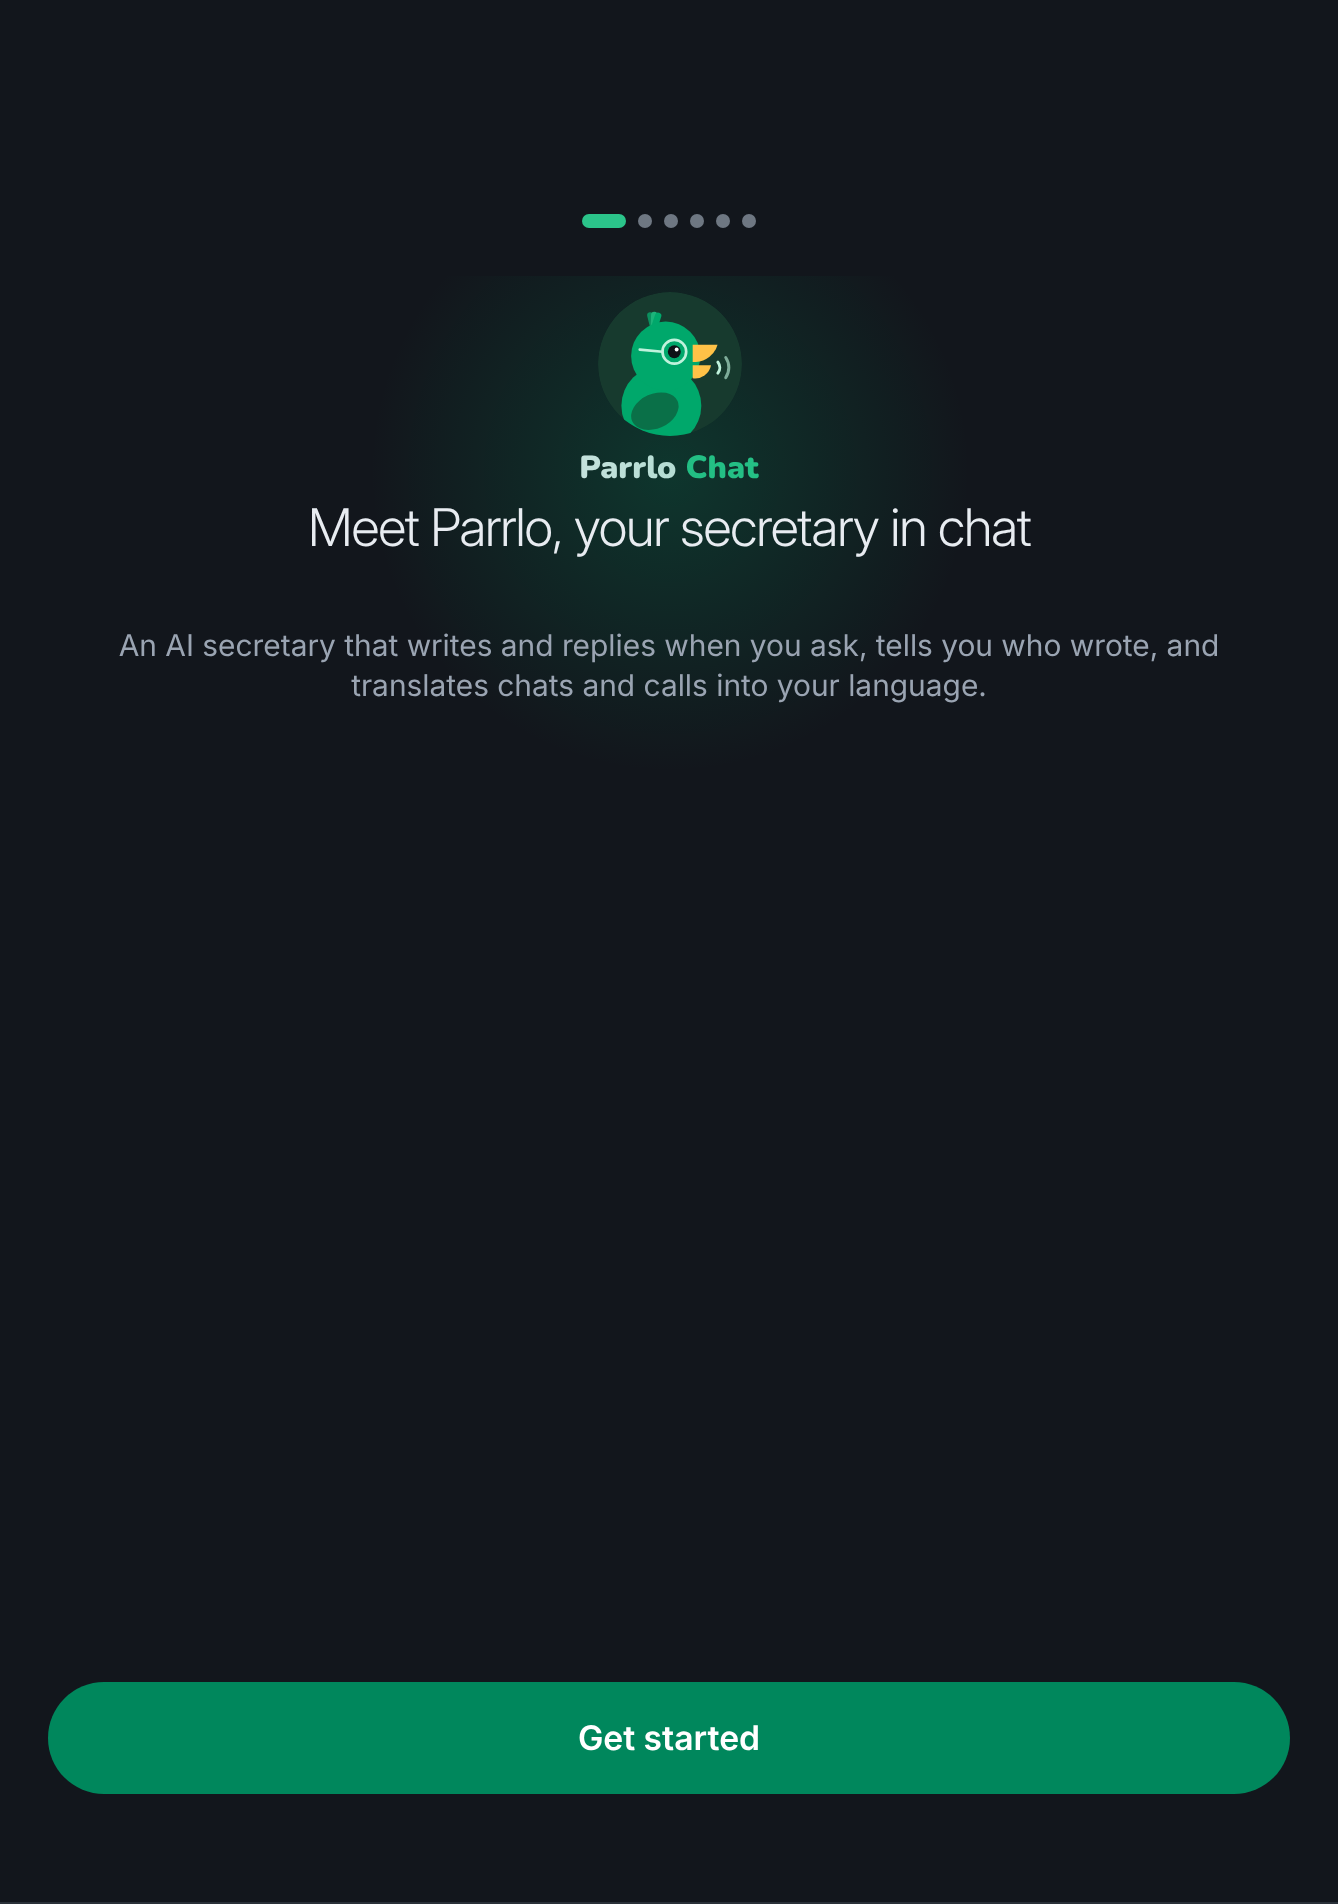 Parrlo Chat
Meet Parrlo, your secretary in chat
An AI secretary that writes and replies when you ask, tells you who wrote, and
translates chats and calls into your language.
Get started